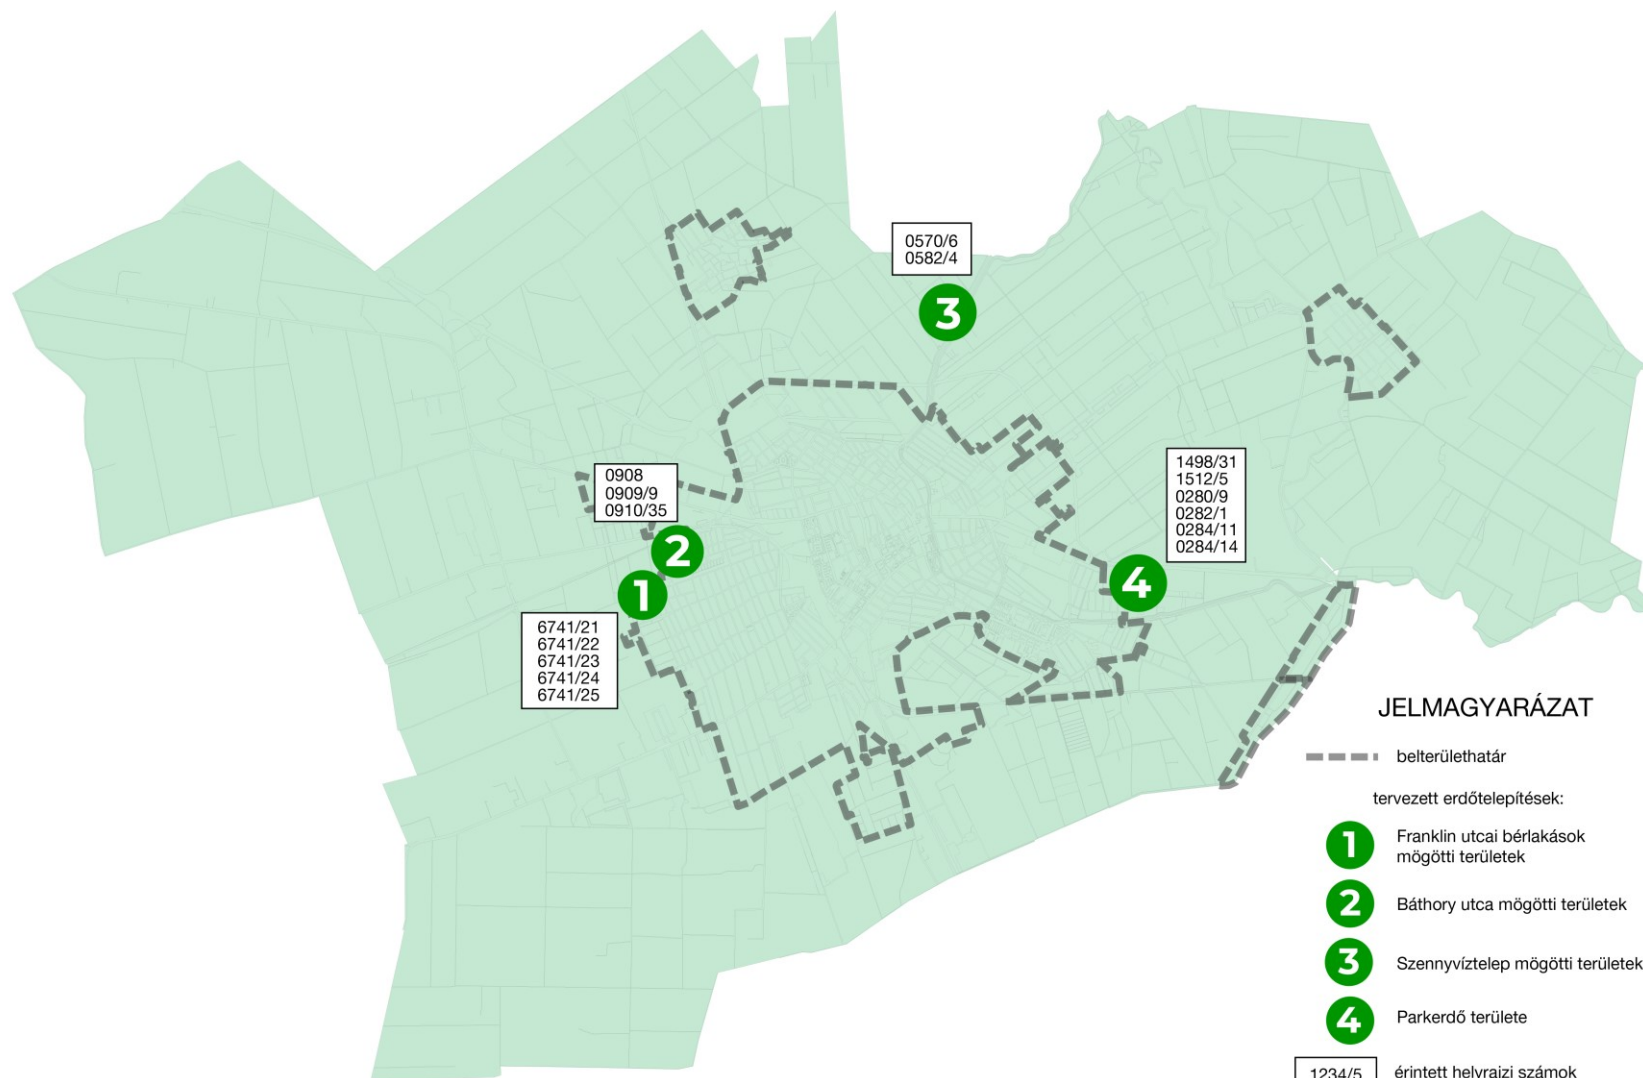 0570/6
0582/4
3
0908
0909/9
0910/35
2
1
6741/21
6741/22
6741/23
6741/24
6741/25
1498/31
1512/5
0280/9
0282/1
0284/11
0284/14
4
JELMAGYARÁZAT
belterülethatár
tervezett erdőtelepítések:
1 Franklin utcai bérlakások
mögötti területek
2 Báthory utca mögötti területek
3 Szennyvíztelep mögötti területek
4 Parkerdő területe
1234/5 érintett helyrajzi számok